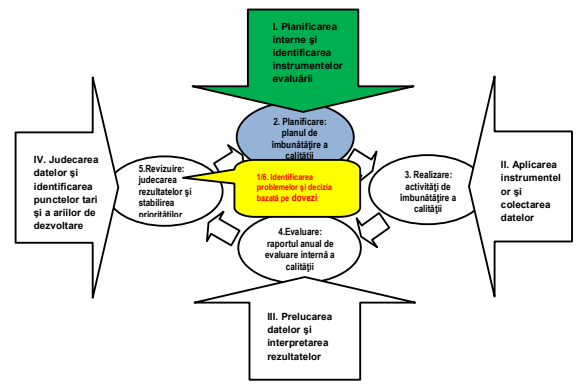 I. Planificarea
interne şi
identificarea
instrumentelor
evaluării
2. Planificare:
planul de
îmbunătăţire a
calităţii
IV. Judecarea
datelor şi
identificarea
punctelor tari
şi a ariilor de
dezvoltare
5.Revizuire:
judecarea
rezultatelor şi
stabilirea
priorităţilor
1/6. Identificarea
problemelor şi decizia
bazată pe dovezi
3. Realizare:
activităţi de
îmbunătăţire a
calităţii
II. Aplicarea
instrumentel
or şi
colectarea
datelor
4.Evaluare:
raportul anual de
evaluare internă a
calităţii
III. Prelucarea
datelor şi
interpretarea
rezultatelor